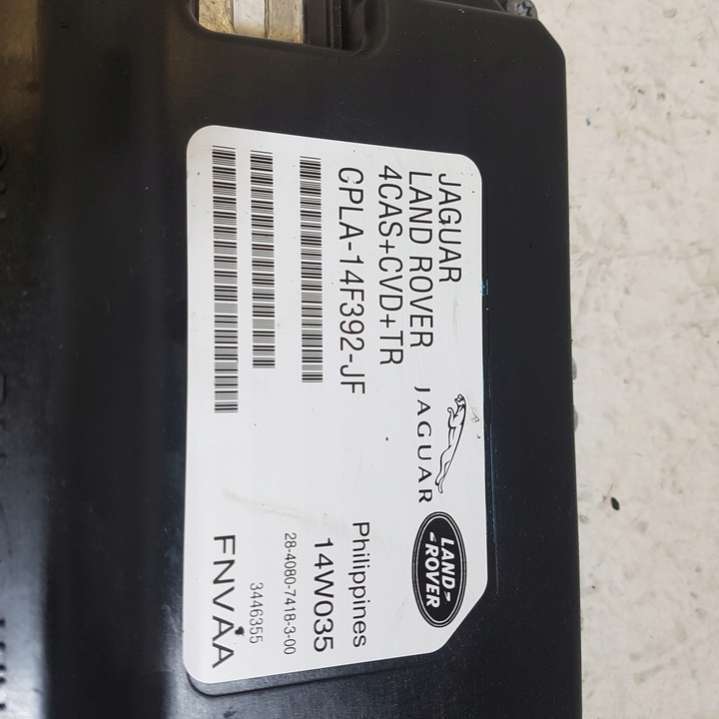 JAGUAR
LAND ROVER
4CAS+CVD+TR
CPLA-14F392-JF
JAGUAR
LAND-
-ROVER
Philippines
14W035
28-4080-7418-3-00
3446355
FNVAA